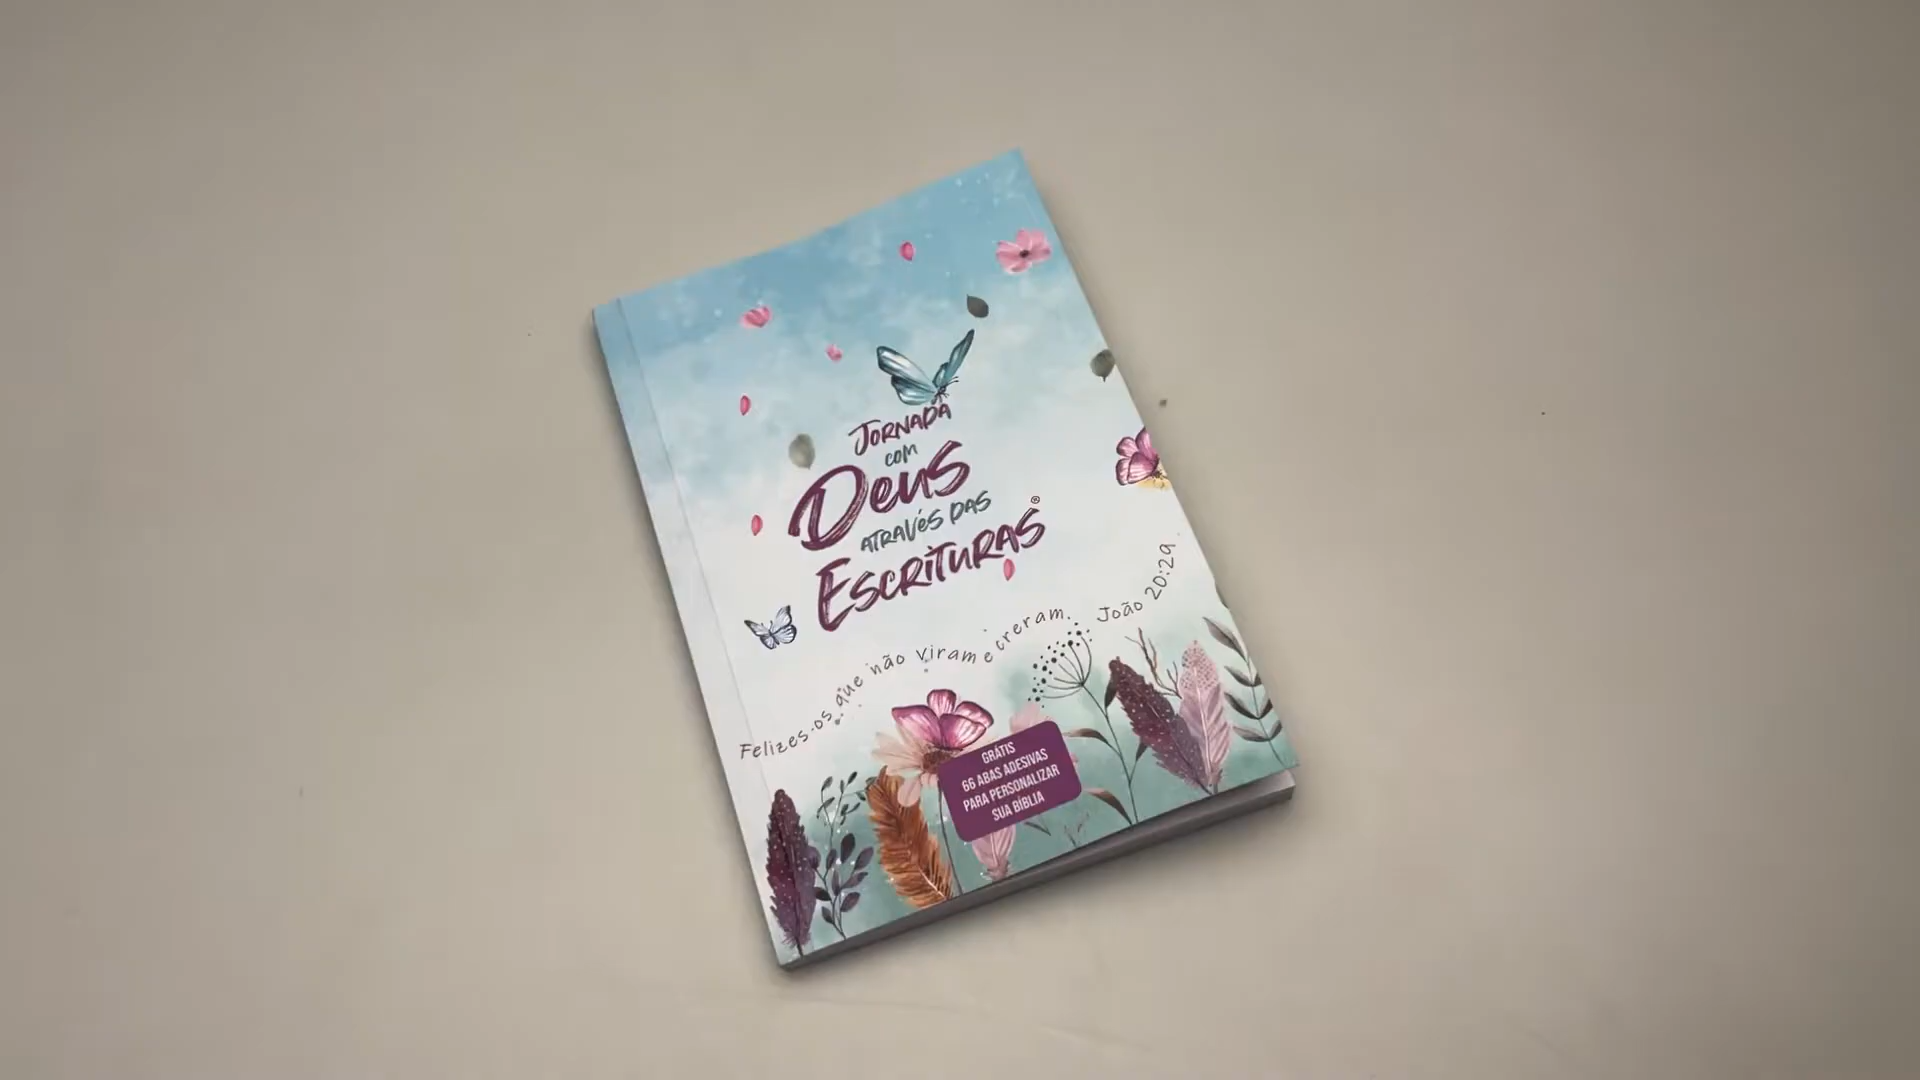 JORNADA
COM
Deus
ATRAVÉS DAS
ESCRITURAS®
Felizes os que não viram e creram. João 20:29
GRÁTIS
66 ABAS ADESIVAS
PARA PERSONALIZAR
SUA BÍBLIA